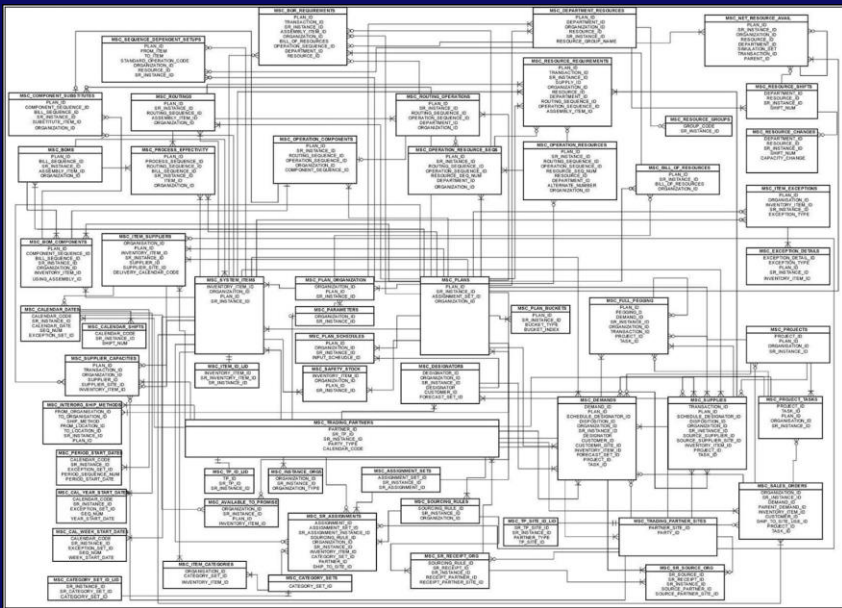 MSC_BOM_REQUIREMENTS
PLAN_ID
TRANSACTION_ID
SR_INSTANCE_ID
ASSEMBLY_ITEM_ID
ORGANIZATION_ID
BILL_OF_RESOURCES
OPERATION_SEQUENCE_ID
DEPARTMENT_ID
RESOURCE_ID
MSC_DEPARTMENT_RESOURCES
PLAN_ID
DEPARTMENT_ID
ORGANIZATION_ID
RESOURCE_ID
SR_INSTANCE_ID
RESOURCE_GROUP_NAME
MSC_NET_RESOURCE_AVAIL
PLAN_ID
SR_INSTANCE_ID
ORGANIZATION_ID
RESOURCE_ID
DEPARTMENT_ID
SIMULATION_SET
TRANSACTION_ID
PARENT_ID
MSC_SEQUENCE_DEPENDENT_SETUPS
PLAN_ID
FROM_ITEM
TO_ITEM
STANDARD_OPERATION_CODE
ORGANIZATION_ID
RESOURCE_ID
SR_INSTANCE_ID
MSC_RESOURCE_REQUIREMENTS
PLAN_ID
TRANSACTION_ID
SR_INSTANCE_ID
SUPPLY_ID
ORGANIZATION_ID
RESOURCE_ID
DEPARTMENT_ID
ROUTING_SEQUENCE_ID
OPERATION_SEQUENCE_ID
ASSEMBLY_ITEM_ID
MSC_RESOURCE_SHIFTS
DEPARTMENT_ID
RESOURCE_ID
SR_INSTANCE_ID
SHIFT_NUM
MSC_COMPONENT_SUBSTITUTES
PLAN_ID
COMPONENT_SEQUENCE_ID
BILL_SEQUENCE_ID
SR_INSTANCE_ID
SUBSTITUTE_ITEM_ID
ORGANIZATION_ID
MSC_ROUTINGS
PLAN_ID
SR_INSTANCE_ID
ROUTING_SEQUENCE_ID
ASSEMBLY_ITEM_ID
ORGANIZATION_ID
MSC_ROUTING_OPERATIONS
PLAN_ID
SR_INSTANCE_ID
ROUTING_SEQUENCE_ID
OPERATION_SEQUENCE_ID
DEPARTMENT_ID
ORGANIZATION_ID
MSC_RESOURCE_GROUPS
GROUP_CODE
SR_INSTANCE_ID
MSC_RESOURCE_CHANGES
DEPARTMENT_ID
RESOURCE_ID
SR_INSTANCE_ID
SHIFT_NUM
CAPACITY_CHANGE
MSC_BOMS
PLAN_ID
BILL_SEQUENCE_ID
SR_INSTANCE_ID
ASSEMBLY_ITEM_ID
ORGANIZATION_ID
MSC_PROCESS_EFFECTIVITY
PLAN_ID
PROCESS_SEQUENCE_ID
ROUTING_SEQUENCE_ID
BILL_SEQUENCE_ID
SR_INSTANCE_ID
ITEM_ID
ORGANIZATION_ID
MSC_OPERATION_COMPONENTS
PLAN_ID
SR_INSTANCE_ID
ROUTING_SEQUENCE_ID
OPERATION_SEQUENCE_ID
ORGANIZATION_ID
COMPONENT_SEQUENCE_ID
MSC_OPERATION_RESOURCE_SEQS
PLAN_ID
SR_INSTANCE_ID
ROUTING_SEQUENCE_ID
OPERATION_SEQUENCE_ID
RESOURCE_SEQ_NUM
DEPARTMENT_ID
ORGANIZATION_ID
MSC_OPERATION_RESOURCES
PLAN_ID
SR_INSTANCE_ID
ROUTING_SEQUENCE_ID
OPERATION_SEQUENCE_ID
RESOURCE_SEQ_NUM
RESOURCE_ID
DEPARTMENT_ID
ALTERNATE_NUMBER
ORGANIZATION_ID
MSC_BILL_OF_RESOURCES
PLAN_ID
SR_INSTANCE_ID
BILL_OF_RESOURCES
ORGANIZATION_ID
MSC_ITEM_EXCEPTIONS
PLAN_ID
ORGANISATION_ID
INVENTORY_ITEM_ID
SR_INSTANCE_ID
EXCEPTION_TYPE
MSC_EXCEPTION_DETAILS
EXCEPTION_DETAIL_ID
EXCEPTION_TYPE
PLAN_ID
SR_INSTANCE_ID
INVENTORY_ITEM_ID
MSC_BOM_COMPONENTS
PLAN_ID
COMPONENT_SEQUENCE_ID
BILL_SEQUENCE_ID
SR_INSTANCE_ID
ORGANIZATION_ID
INVENTORY_ITEM_ID
USING_ASSEMBLY_ID
MSC_ITEM_SUPPLIERS
ORGANISATION_ID
PLAN_ID
INVENTORY_ITEM_ID
SR_INSTANCE_ID
SUPPLIER_ID
SUPPLIER_SITE_ID
DELIVERY_CALENDAR_CODE
MSC_SYSTEM_ITEMS
INVENTORY_ITEM_ID
ORGANIZATION_ID
PLAN_ID
SR_INSTANCE_ID
MSC_PLAN_ORGANIZATION
ORGANIZATION_ID
PLAN_ID
SR_INSTANCE_ID
MSC_PLANS
PLAN_ID
SR_INSTANCE_ID
ASSIGNMENT_SET_ID
ORGANIZATION_ID
MSC_PARAMETERS
ORGANIZATION_ID
SR_INSTANCE_ID
MSC_PLAN_BUCKETS
PLAN_ID
SR_INSTANCE_ID
BUCKET_TYPE
BUCKET_INDEX
MSC_FULL_PEGGING
PLAN_ID
PEGGING_ID
DEMAND_ID
SR_INSTANCE_ID
ORGANIZATION_ID
TRANSACTION_ID
PROJECT_ID
TASK_ID
MSC_PROJECTS
PROJECT_ID
PLAN_ID
ORGANIZATION_ID
SR_INSTANCE_ID
MSC_CALENDAR_DATES
CALENDAR_CODE
SR_INSTANCE_ID
CALENDAR_DATE
SEQ_NUM
EXCEPTION_SET_ID
MSC_CALENDAR_SHIFTS
CALENDAR_CODE
SR_INSTANCE_ID
SHIFT_NUM
MSC_PLAN_SCHEDULES
PLAN_ID
ORGANIZATION_ID
SR_INSTANCE_ID
INPUT_SCHEDULE_ID
MSC_SUPPLIER_CAPACITIES
PLAN_ID
TRANSACTION_ID
ORGANIZATION_ID
SUPPLIER_ID
SUPPLIER_SITE_ID
INVENTORY_ITEM_ID
MSC_ITEM_ID_LID
INVENTORY_ITEM_ID
SR_INVENTORY_ITEM_ID
SR_INSTANCE_ID
MSC_SAFETY_STOCK
PLAN_ID
ORGANIZATION_ID
SR_INSTANCE_ID
INVENTORY_ITEM_ID
MSC_DESIGNATORS
DESIGNATOR_ID
ORGANIZATION_ID
SR_INSTANCE_ID
DESIGNATOR
CUSTOMER_ID
FORECAST_SET_ID
MSC_DEMANDS
DEMAND_ID
PLAN_ID
SCHEDULE_DESIGNATOR_ID
DISPOSITION_ID
ORGANIZATION_ID
SR_INSTANCE_ID
DESIGNATOR
CUSTOMER_ID
CUSTOMER_SITE_ID
INVENTORY_ITEM_ID
FORECAST_SET_ID
PROJECT_ID
TASK_ID
MSC_SUPPLIES
TRANSACTION_ID
PLAN_ID
SCHEDULE_DESIGNATOR_ID
DISPOSITION_ID
ORGANIZATION_ID
SR_INSTANCE_ID
SOURCE_SUPPLIER_ID
SOURCE_SUPPLIER_SITE_ID
INVENTORY_ITEM_ID
PROJECT_ID
TASK_ID
MSC_PROJECT_TASKS
PROJECT_ID
TASK_ID
PLAN_ID
ORGANISATION_ID
SR_INSTANCE_ID
MSC_INTERORG_SHIP_METHODS
FROM_ORGANISATION_ID
TO_ORGANISATION_ID
SHIP_METHOD
FROM_LOCATION_ID
TO_LOCATION_ID
SR_INSTANCE_ID
PLAN_ID
MSC_TRADING_PARTNERS
PARTNER_ID
SR_TP_ID
SR_INSTANCE_ID
PARTY_TYPE
CALENDAR_CODE
MSC_PERIOD_START_DATES
CALENDAR_CODE
SR_INSTANCE_ID
EXCEPTION_SET_ID
PERIOD_SEQUENCE_NUM
PERIOD_START_DATE
MSC_TP_ID_LID
TP_ID
SR_TP_ID
SR_INSTANCE_ID
MSC_INSTANCE_ORGS
ORGANIZATION_ID
SR_INSTANCE_ID
ORGANIZATION_TYPE
MSC_ASSIGNMENT_SETS
ASSIGNMENT_SET_ID
SR_INSTANCE_ID
SR_ASSIGNMENT_ID
MSC_SALES_ORDERS
ORGANIZATION_ID
SR_INSTANCE_ID
DEMAND_ID
PARENT_DEMAND_ID
INVENTORY_ITEM_ID
CUSTOMER_ID
SHIP_TO_SITE_USE_ID
PROJECT_ID
TASK_ID
MSC_CAL_YEAR_START_DATES
CALENDAR_CODE
SR_INSTANCE_ID
EXCEPTION_SET_ID
SEQ_NUM
YEAR_START_DATE
MSC_AVAILABLE_TO_PROMISE
ORGANIZATION_ID
PLAN_ID
INVENTORY_ITEM_ID
MSC_SR_ASSIGNMENTS
ASSIGNMENT_ID
ASSIGNMENT_SET_ID
SR_ASSIGNMENT_INSTANCE_ID
SOURCING_RULE_ID
ORGANIZATION_ID
SR_INSTANCE_ID
INVENTORY_ITEM_ID
CATEGORY_SET_ID
PARTNER_ID
SHIP_TO_SITE_ID
MSC_SOURCING_RULES
SOURCING_RULE_ID
SR_INSTANCE_ID
ORGANIZATION_ID
MSC_TP_SITE_ID_LID
SR_TP_SITE_ID
SR_INSTANCE_ID
PARTNER_TYPE
TP_SITE_ID
MSC_TRADING_PARTNER_SITES
PARTNER_SITE_ID
PARTY_ID
MSC_CAL_WEEK_START_DATES
CALENDAR_CODE
SR_INSTANCE_ID
EXCEPTION_SET_ID
SEQ_NUM
WEEK_START_DATE
MSC_ITEM_CATEGORIES
ORGANISATION_ID
CATEGORY_SET_ID
INVENTORY_ITEM_ID
MSC_CATEGORY_SETS
CATEGORY_SET_ID
MSC_SR_RECEIPT_ORG
SOURCING_RULE_ID
SR_RECEIPT_ID
SR_INSTANCE_ID
RECEIPT_PARTNER_ID
RECEIPT_PARTNER_SITE_ID
MSC_SR_SOURCE_ORG
SR_SOURCE_ID
SR_RECEIPT_ID
SR_INSTANCE_ID
SOURCE_PARTNER_ID
SOURCE_PARTNER_SITE_ID
MSC_CATEGORY_SET_ID_LID
SR_INSTANCE_ID
SR_CATEGORY_SET_ID
CATEGORY_SET_ID